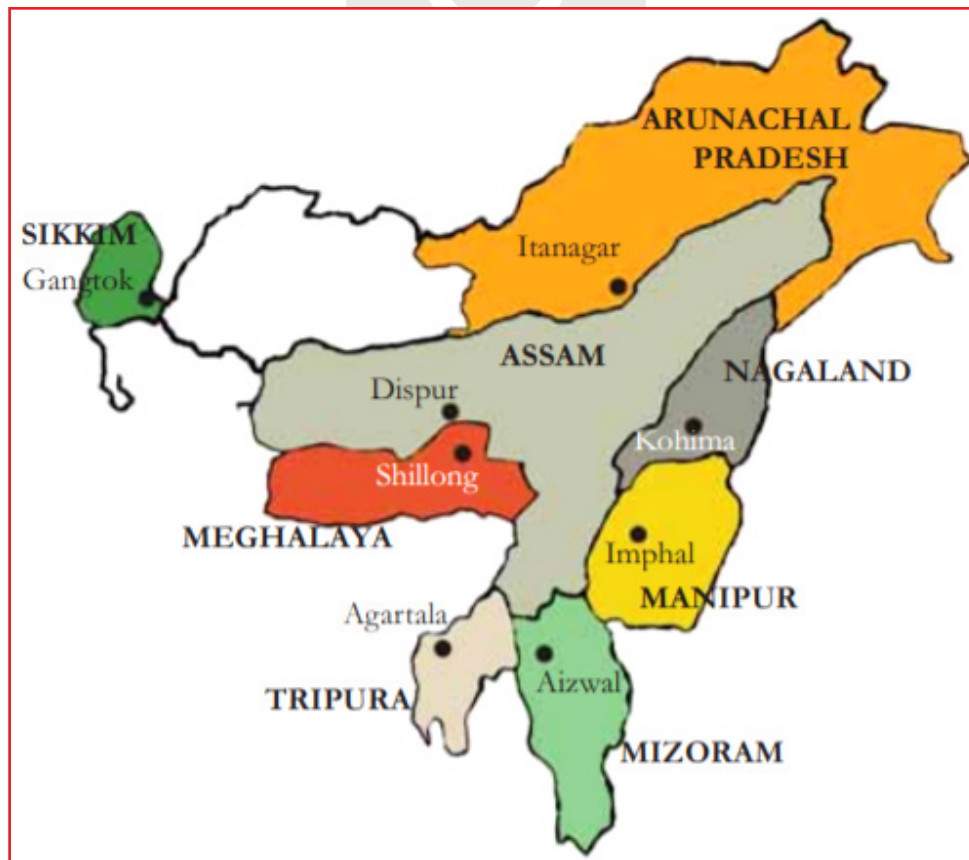 ARUNACHAL
PRADESH
SIKKIM
Itanagar
Gangtok
ASSAM
NAGALAND
Dispur
Kohima
Shillong
MEGHALAYA
Imphal
MANIPUR
Agartala
Aizwal
TRIPURA
MIZORAM